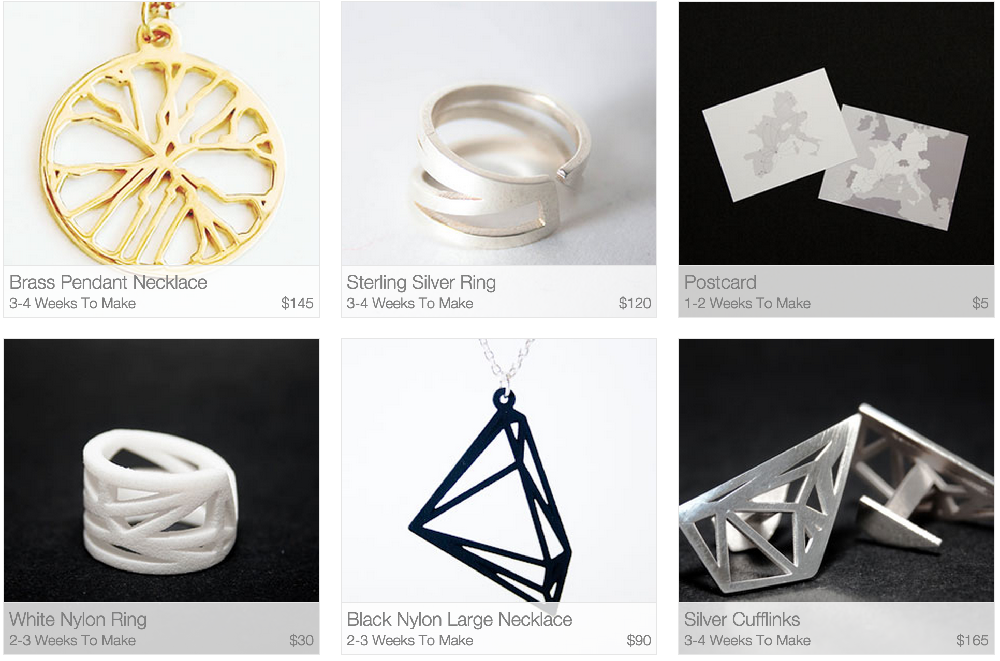 Brass Pendant Necklace
3-4 Weeks To Make $145
Sterling Silver Ring
3-4 Weeks To Make $120
Postcard
1-2 Weeks To Make $5
White Nylon Ring
2-3 Weeks To Make $30
Black Nylon Large Necklace
2-3 Weeks To Make $90
Silver Cufflinks
3-4 Weeks To Make $165